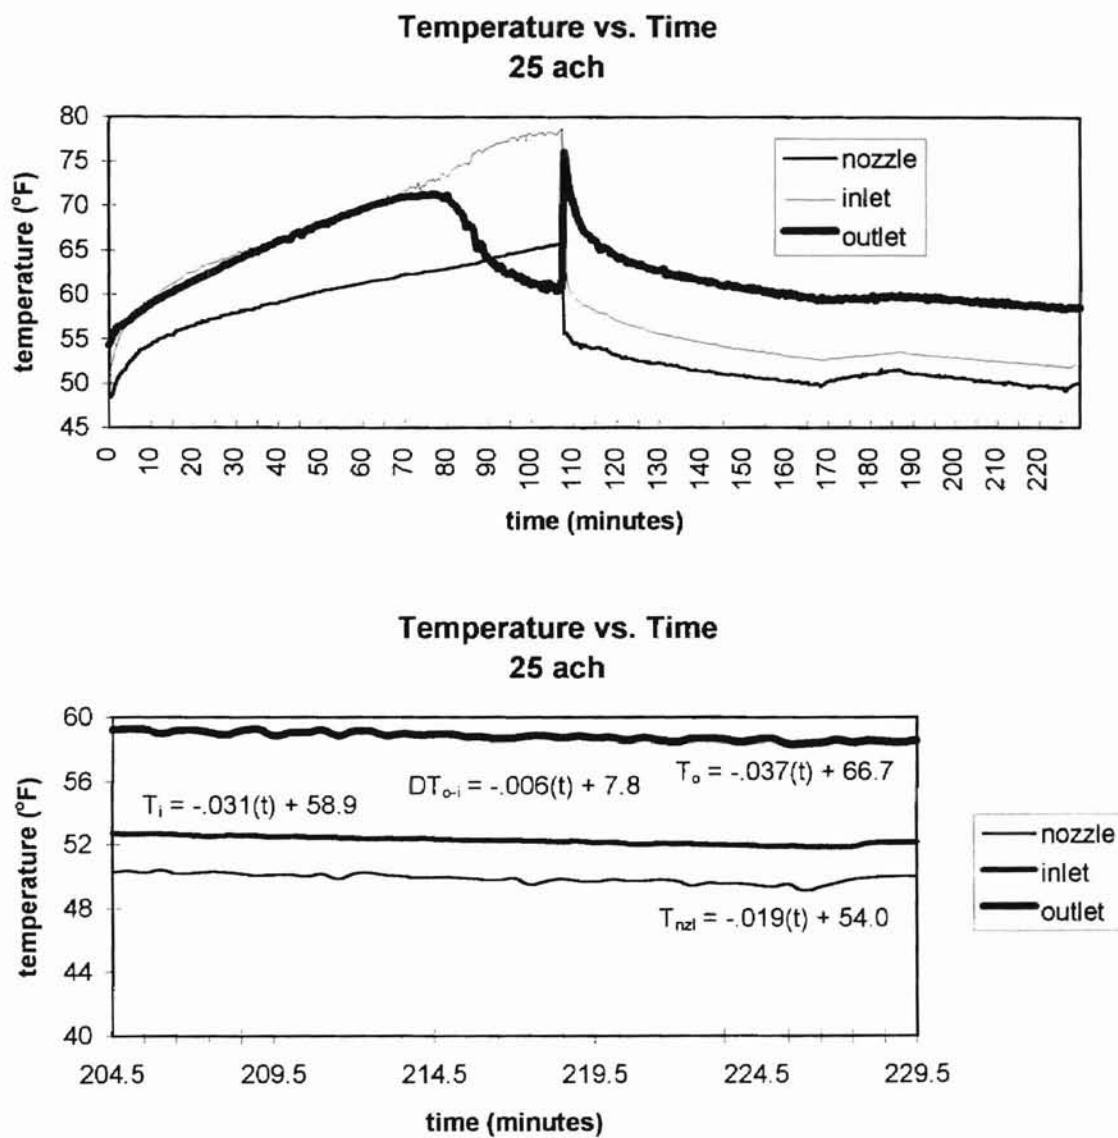 Temperature vs. Time
25 ach
80
75
70
65
60
55
50
45
temperature (°F)
nozzle
inlet
outlet
0 10 20 30 40 50 60 70 80 90 100 110 120 130 140 150 160 170 180 190 200 210 220
time (minutes)
Temperature vs. Time
25 ach
60
56
52
48
44
40
temperature (°F)
T₀ = -.037(t) + 66.7
DTₒ₋ᵢ = -.006(t) + 7.8
Tᵢ = -.031(t) + 58.9
Tnzl = -.019(t) + 54.0
nozzle
inlet
outlet
204.5 209.5 214.5 219.5 224.5 229.5
time (minutes)